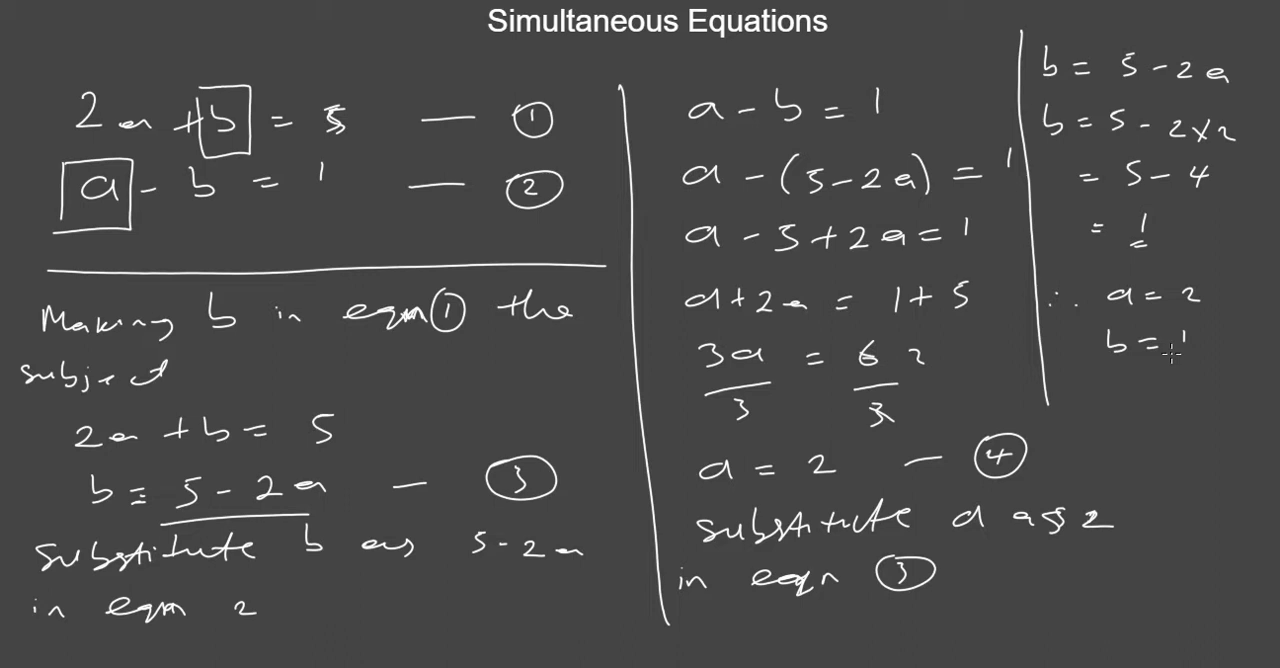 Simultaneous Equations
2a + b = 5 — ①
a - b = 1 — ②
Making b in eqn ① the
subject
2a + b = 5
b = 5 - 2a — ③
Substitute b as 5-2a
in eqn 2
a - b = 1
a - (5 - 2a) = 1
a - 5 + 2a = 1
a + 2a = 1 + 5
3a = 6 2
3 3
a = 2 — ④
substitute a as 2
in eqn ③
b = 5 - 2a
b = 5 - 2×2
= 5 - 4
= 1
∴ a = 2
b = 1